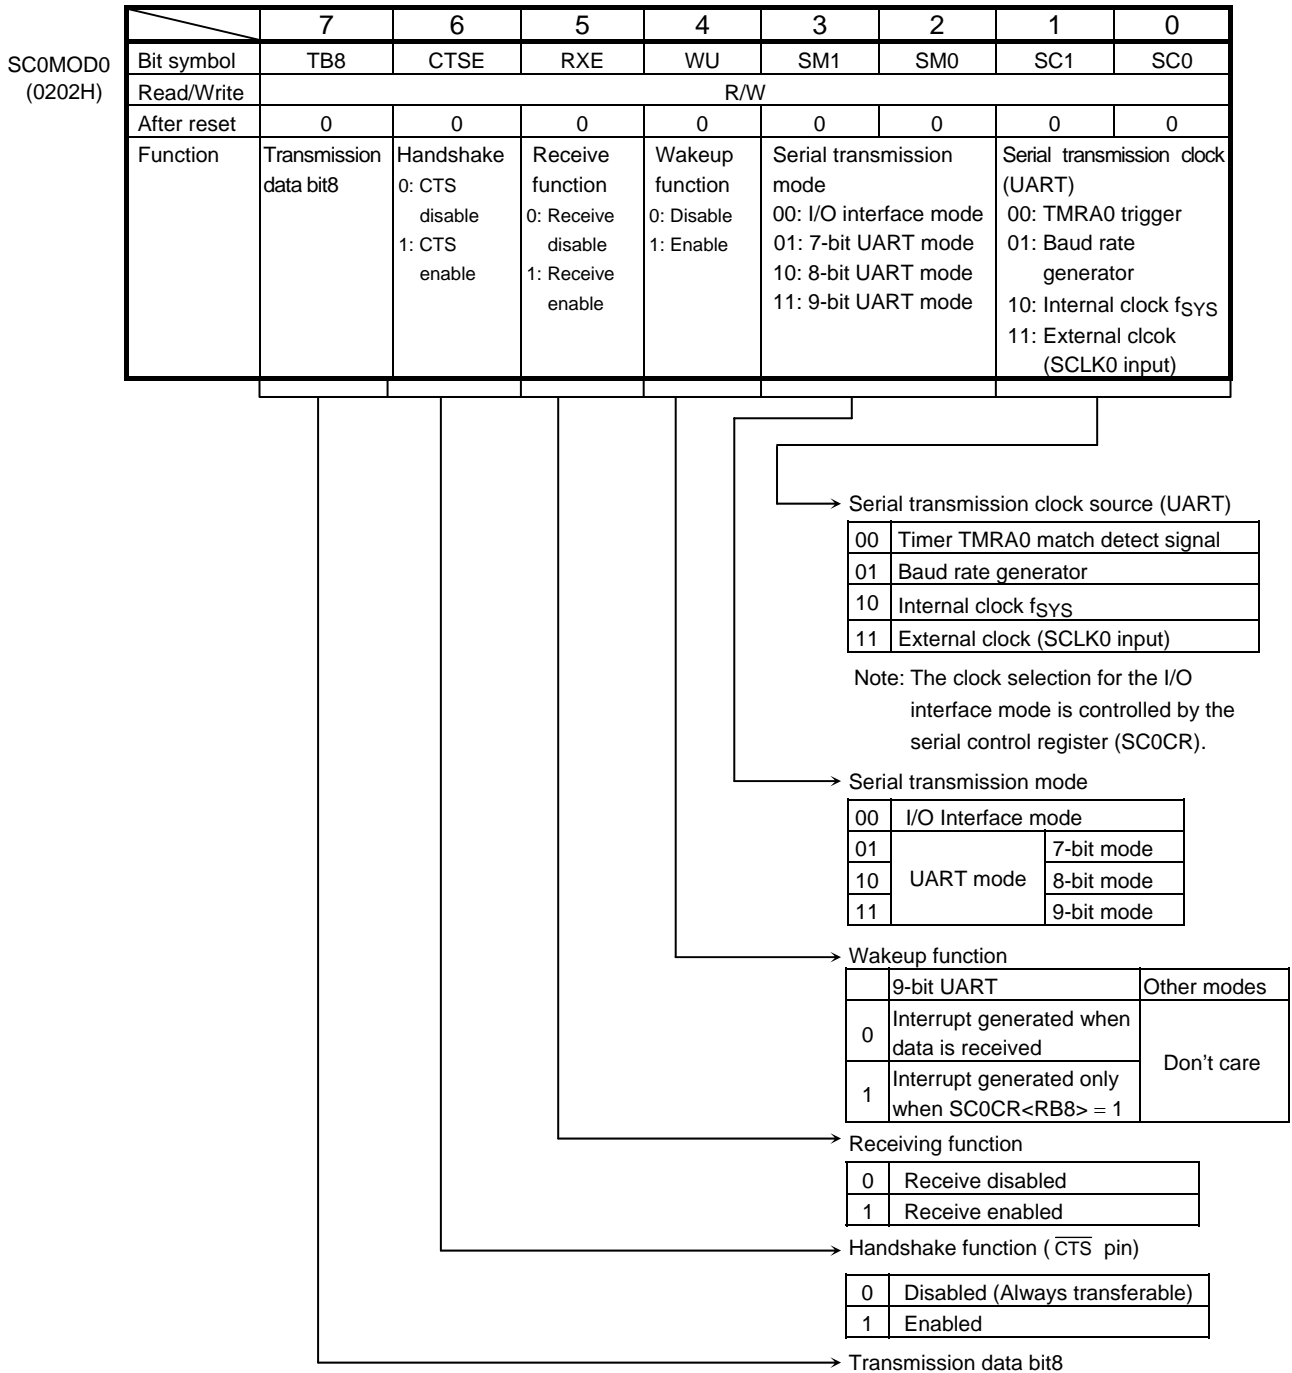 7 6 5 4 3 2 1 0
SC0MOD0
(0202H)
Bit symbol TB8 CTSE RXE WU SM1 SM0 SC1 SC0
Read/Write R/W
After reset 0 0 0 0 0 0 0 0
Function
Transmission
data bit8
Handshake
0: CTS
disable
1: CTS
enable
Receive
function
0: Receive
disable
1: Receive
enable
Wakeup
function
0: Disable
1: Enable
Serial transmission
mode
00: I/O interface mode
01: 7-bit UART mode
10: 8-bit UART mode
11: 9-bit UART mode
Serial transmission clock
(UART)
00: TMRA0 trigger
01: Baud rate
generator
10: Internal clock fSYS
11: External clcok
(SCLK0 input)
Serial transmission clock source (UART)
00 Timer TMRA0 match detect signal
01 Baud rate generator
10 Internal clock fSYS
11 External clock (SCLK0 input)
Note: The clock selection for the I/O
interface mode is controlled by the
serial control register (SC0CR).
Serial transmission mode
00 I/O Interface mode
01 7-bit mode
10 UART mode 8-bit mode
11 9-bit mode
Wakeup function
9-bit UART Other modes
0 Interrupt generated when
data is received
Don't care
1 Interrupt generated only
when SC0CR<RB8> = 1
Receiving function
0 Receive disabled
1 Receive enabled
Handshake function ( C̅T̅S̅ pin)
0 Disabled (Always transferable)
1 Enabled
Transmission data bit8